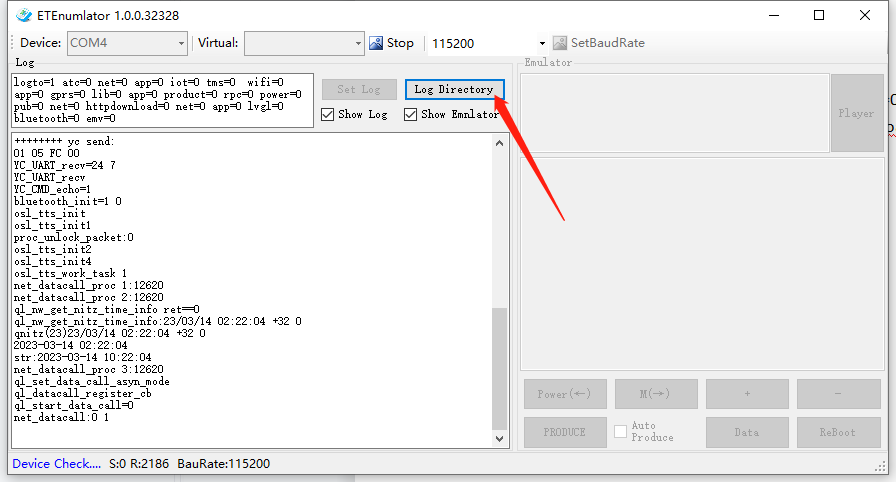 ETEnumlator 1.0.0.32328
Device: COM4 Virtual: Stop 115200 SetBaudRate
Log
logto=1 atc=0 net=0 app=0 iot=0 tms=0 wifi=0
app=0 gprs=0 lib=0 app=0 product=0 rpc=0 power=0
pub=0 net=0 httpdownload=0 net=0 app=0 lvgl=0
bluetooth=0 emv=0
Set Log Log Directory
Show Log Show Emnlator
++++++++ yc send:
01 05 FC 00
YC_UART_recv=24 7
YC_UART_recv
YC_CMD_echo=1
bluetooth_init=1 0
osl_tts_init
osl_tts_init1
proc_unlock_packet:0
osl_tts_init2
osl_tts_init4
osl_tts_work_task 1
net_datacall_proc 1:12620
net_datacall_proc 2:12620
ql_nw_get_nitz_time_info ret==0
ql_nw_get_nitz_time_info:23/03/14 02:22:04 +32 0
qnitz(23)23/03/14 02:22:04 +32 0
2023-03-14 02:22:04
str:2023-03-14 10:22:04
net_datacall_proc 3:12620
ql_set_data_call_asyn_mode
ql_datacall_register_cb
ql_start_data_call=0
net_datacall:0 1
Emulator
Player
Power(←) M(→) + -
PRODUCE Auto Produce Data ReBoot
Device Check.... S:0 R:2186 BauRate:115200